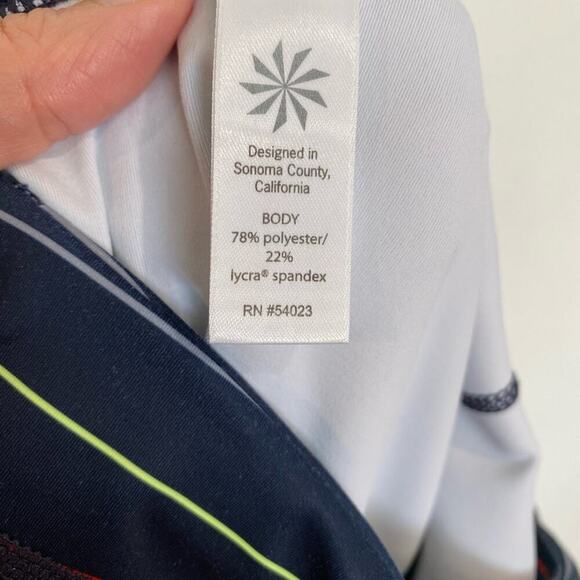 Designed in
Sonoma County,
California
BODY
78% polyester/
22%
lycra® spandex
RN #54023